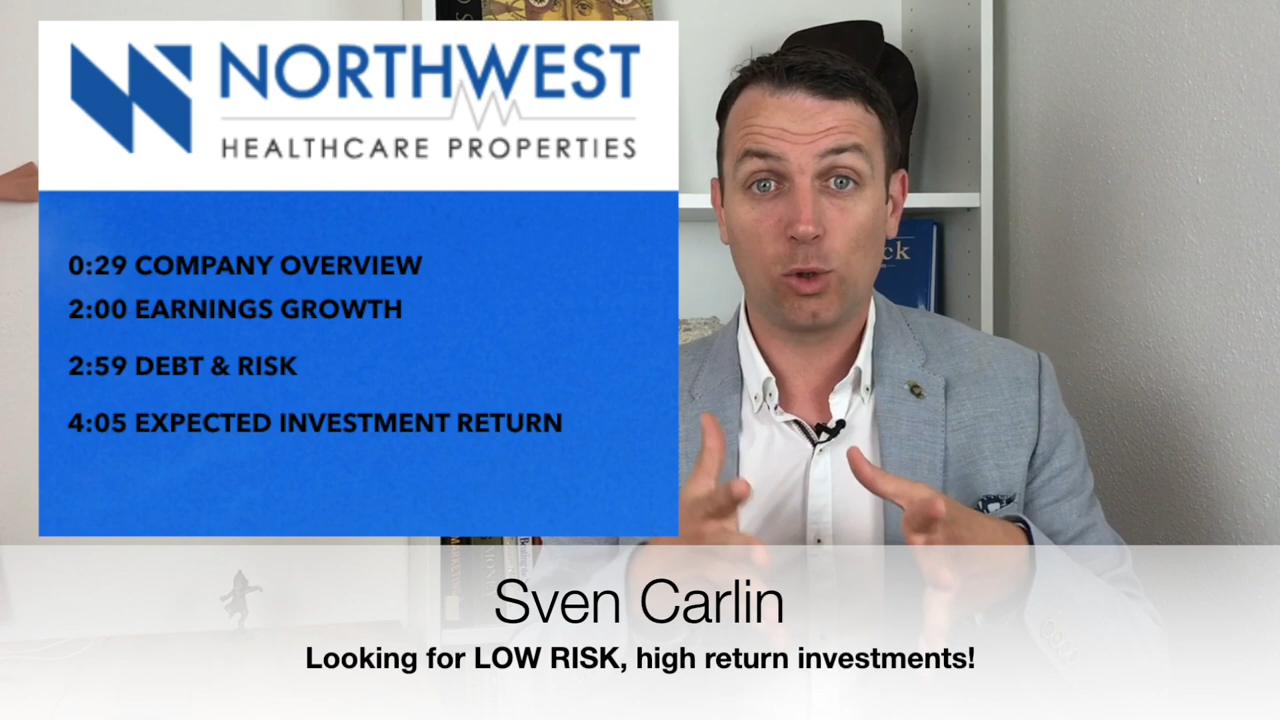 NORTHWEST
HEALTHCARE PROPERTIES
0:29 COMPANY OVERVIEW
2:00 EARNINGS GROWTH
2:59 DEBT & RISK
4:05 EXPECTED INVESTMENT RETURN
ck
Sven Carlin
Looking for LOW RISK, high return investments!